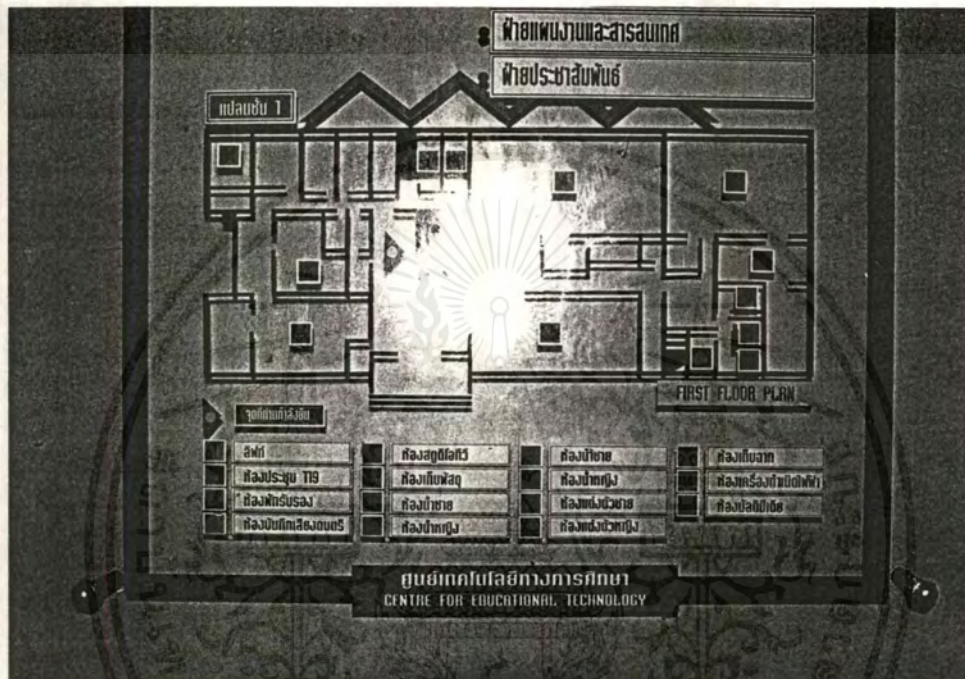 ฝ่ายแผนงานและสารสนเทศ
ฝ่ายประชาสัมพันธ์
แปลนชั้น 1
FIRST FLOOR PLAN
จุดที่ท่านกำลังยืน
ลิฟท์
ห้องประชุม T19
ห้องพักรับรอง
ห้องบันทึกเสียงดนตรี
ห้องสตูดิโอทีวี
ห้องเก็บพัสดุ
ห้องน้ำชาย
ห้องน้ำหญิง
ห้องน้ำชาย
ห้องน้ำหญิง
ห้องแต่งตัวชาย
ห้องแต่งตัวหญิง
ห้องเก็บฉาก
ห้องเครื่องกำเนิดไฟฟ้า
ห้องมัลติมีเดีย
ศูนย์เทคโนโลยีทางการศึกษา
CENTRE FOR EDUCATIONAL TECHNOLOGY